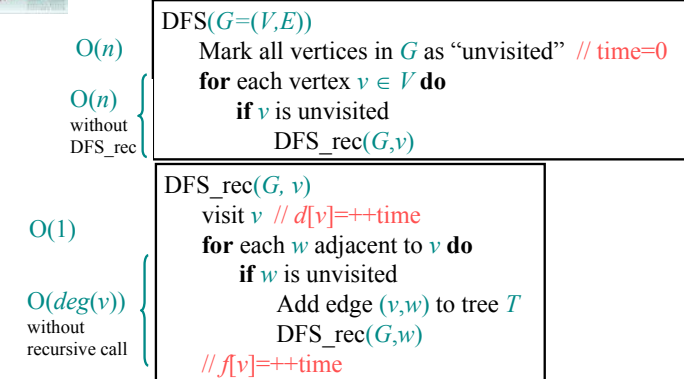 DFS(G=(V,E))
O(n) Mark all vertices in G as “unvisited” // time=0
for each vertex v ∈ V do
O(n)
without
DFS_rec
if v is unvisited
DFS_rec(G,v)
DFS_rec(G, v)
O(1) visit v // d[v]=++time
for each w adjacent to v do
if w is unvisited
O(deg(v))
without
recursive call
Add edge (v,w) to tree T
DFS_rec(G,w)
// f[v]=++time